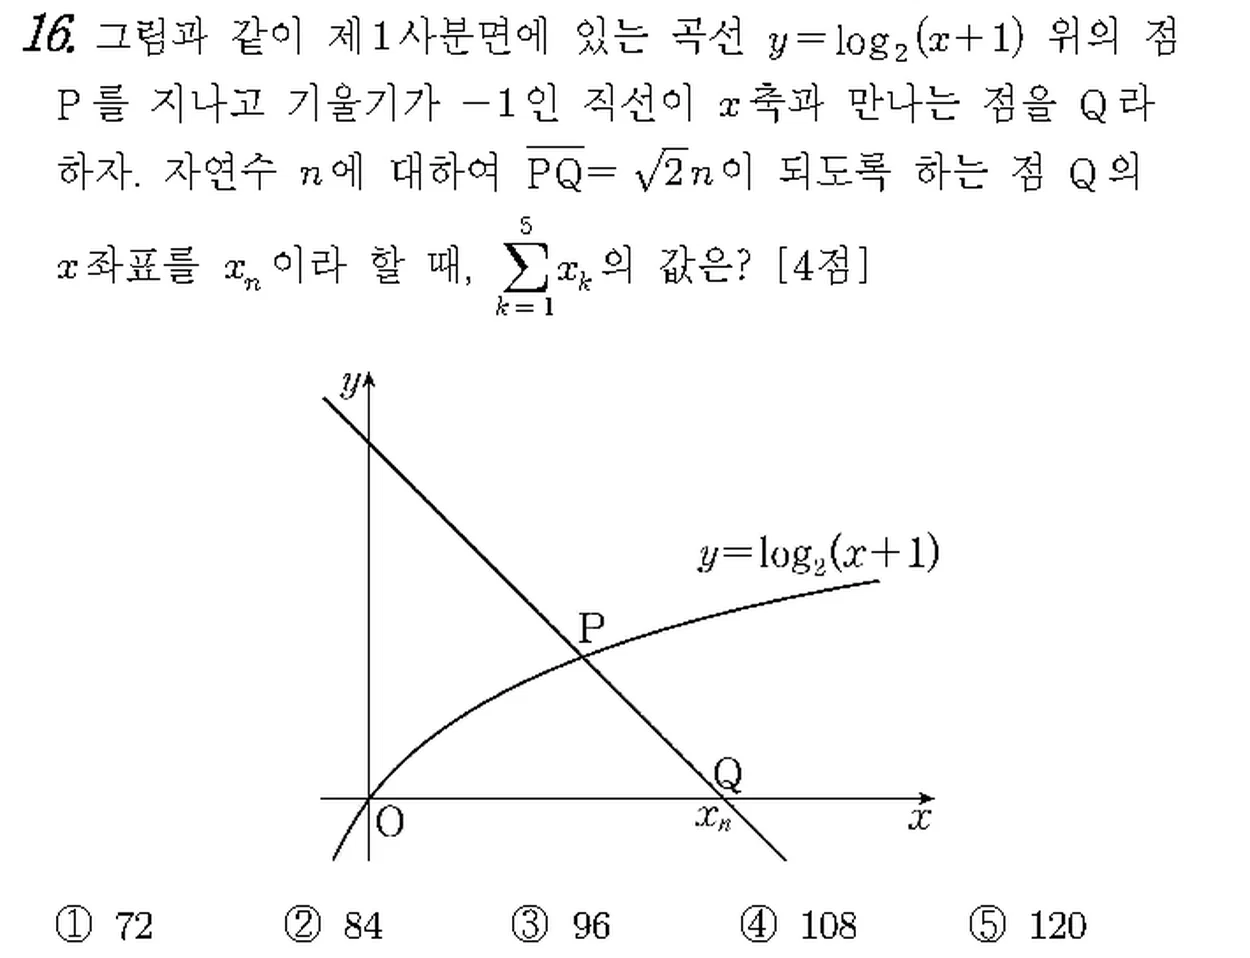 16. 그림과 같이 제1사분면에 있는 곡선 y=log₂(x+1) 위의 점
P를 지나고 기울기가 −1인 직선이 x축과 만나는 점을 Q라
하자. 자연수 n에 대하여 P̅Q̅=√2n이 되도록 하는 점 Q의
x좌표를 xₙ이라 할 때, ∑_{k=1}^{5} x_k의 값은? [4점]
y
y=log₂(x+1)
P
Q
O
xₙ
x
① 72 ② 84 ③ 96 ④ 108 ⑤ 120